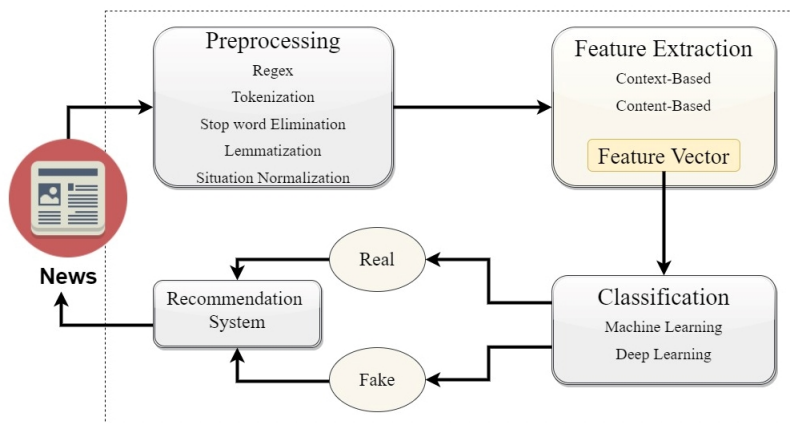 Preprocessing
Regex
Tokenization
Stop word Elimination
Lemmatization
Situation Normalization
Feature Extraction
Context-Based
Content-Based
Feature Vector
News
Real
Recommendation
System
Fake
Classification
Machine Learning
Deep Learning